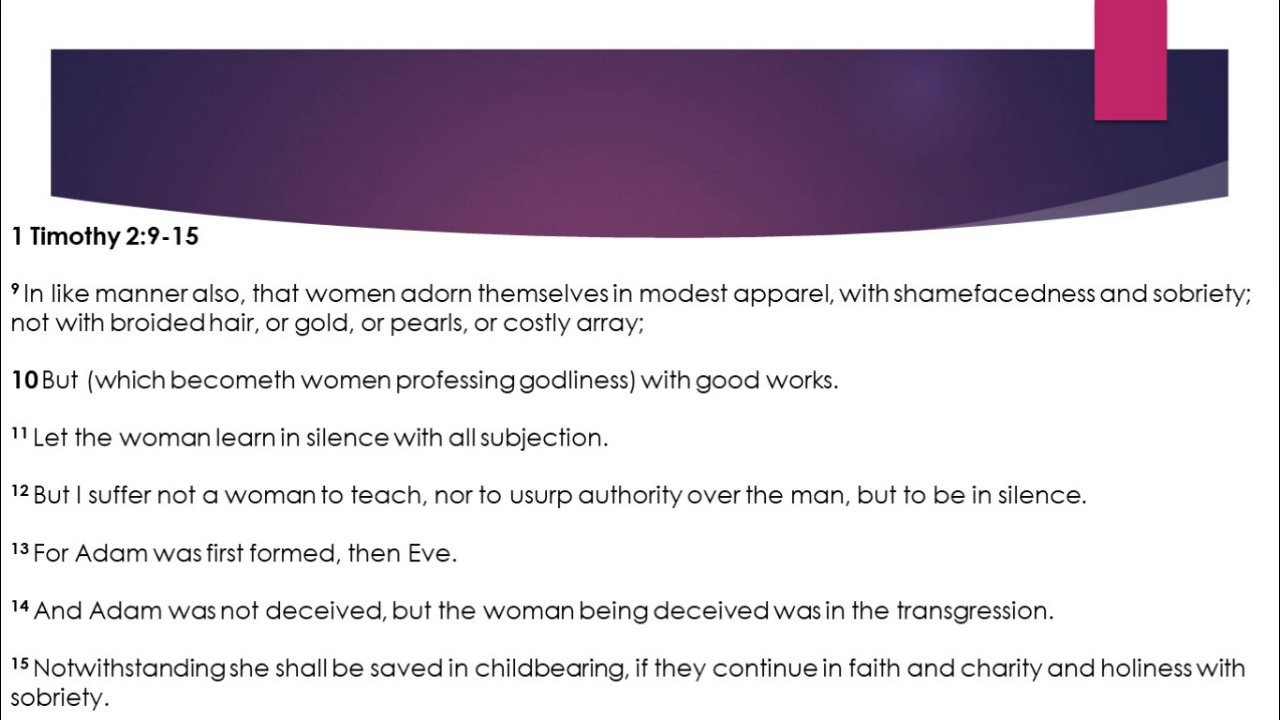 1 Timothy 2:9-15
9 In like manner also, that women adorn themselves in modest apparel, with shamefacedness and sobriety;
not with broided hair, or gold, or pearls, or costly array;
10 But (which becometh women professing godliness) with good works.
11 Let the woman learn in silence with all subjection.
12 But I suffer not a woman to teach, nor to usurp authority over the man, but to be in silence.
13 For Adam was first formed, then Eve.
14 And Adam was not deceived, but the woman being deceived was in the transgression.
15 Notwithstanding she shall be saved in childbearing, if they continue in faith and charity and holiness with
sobriety.